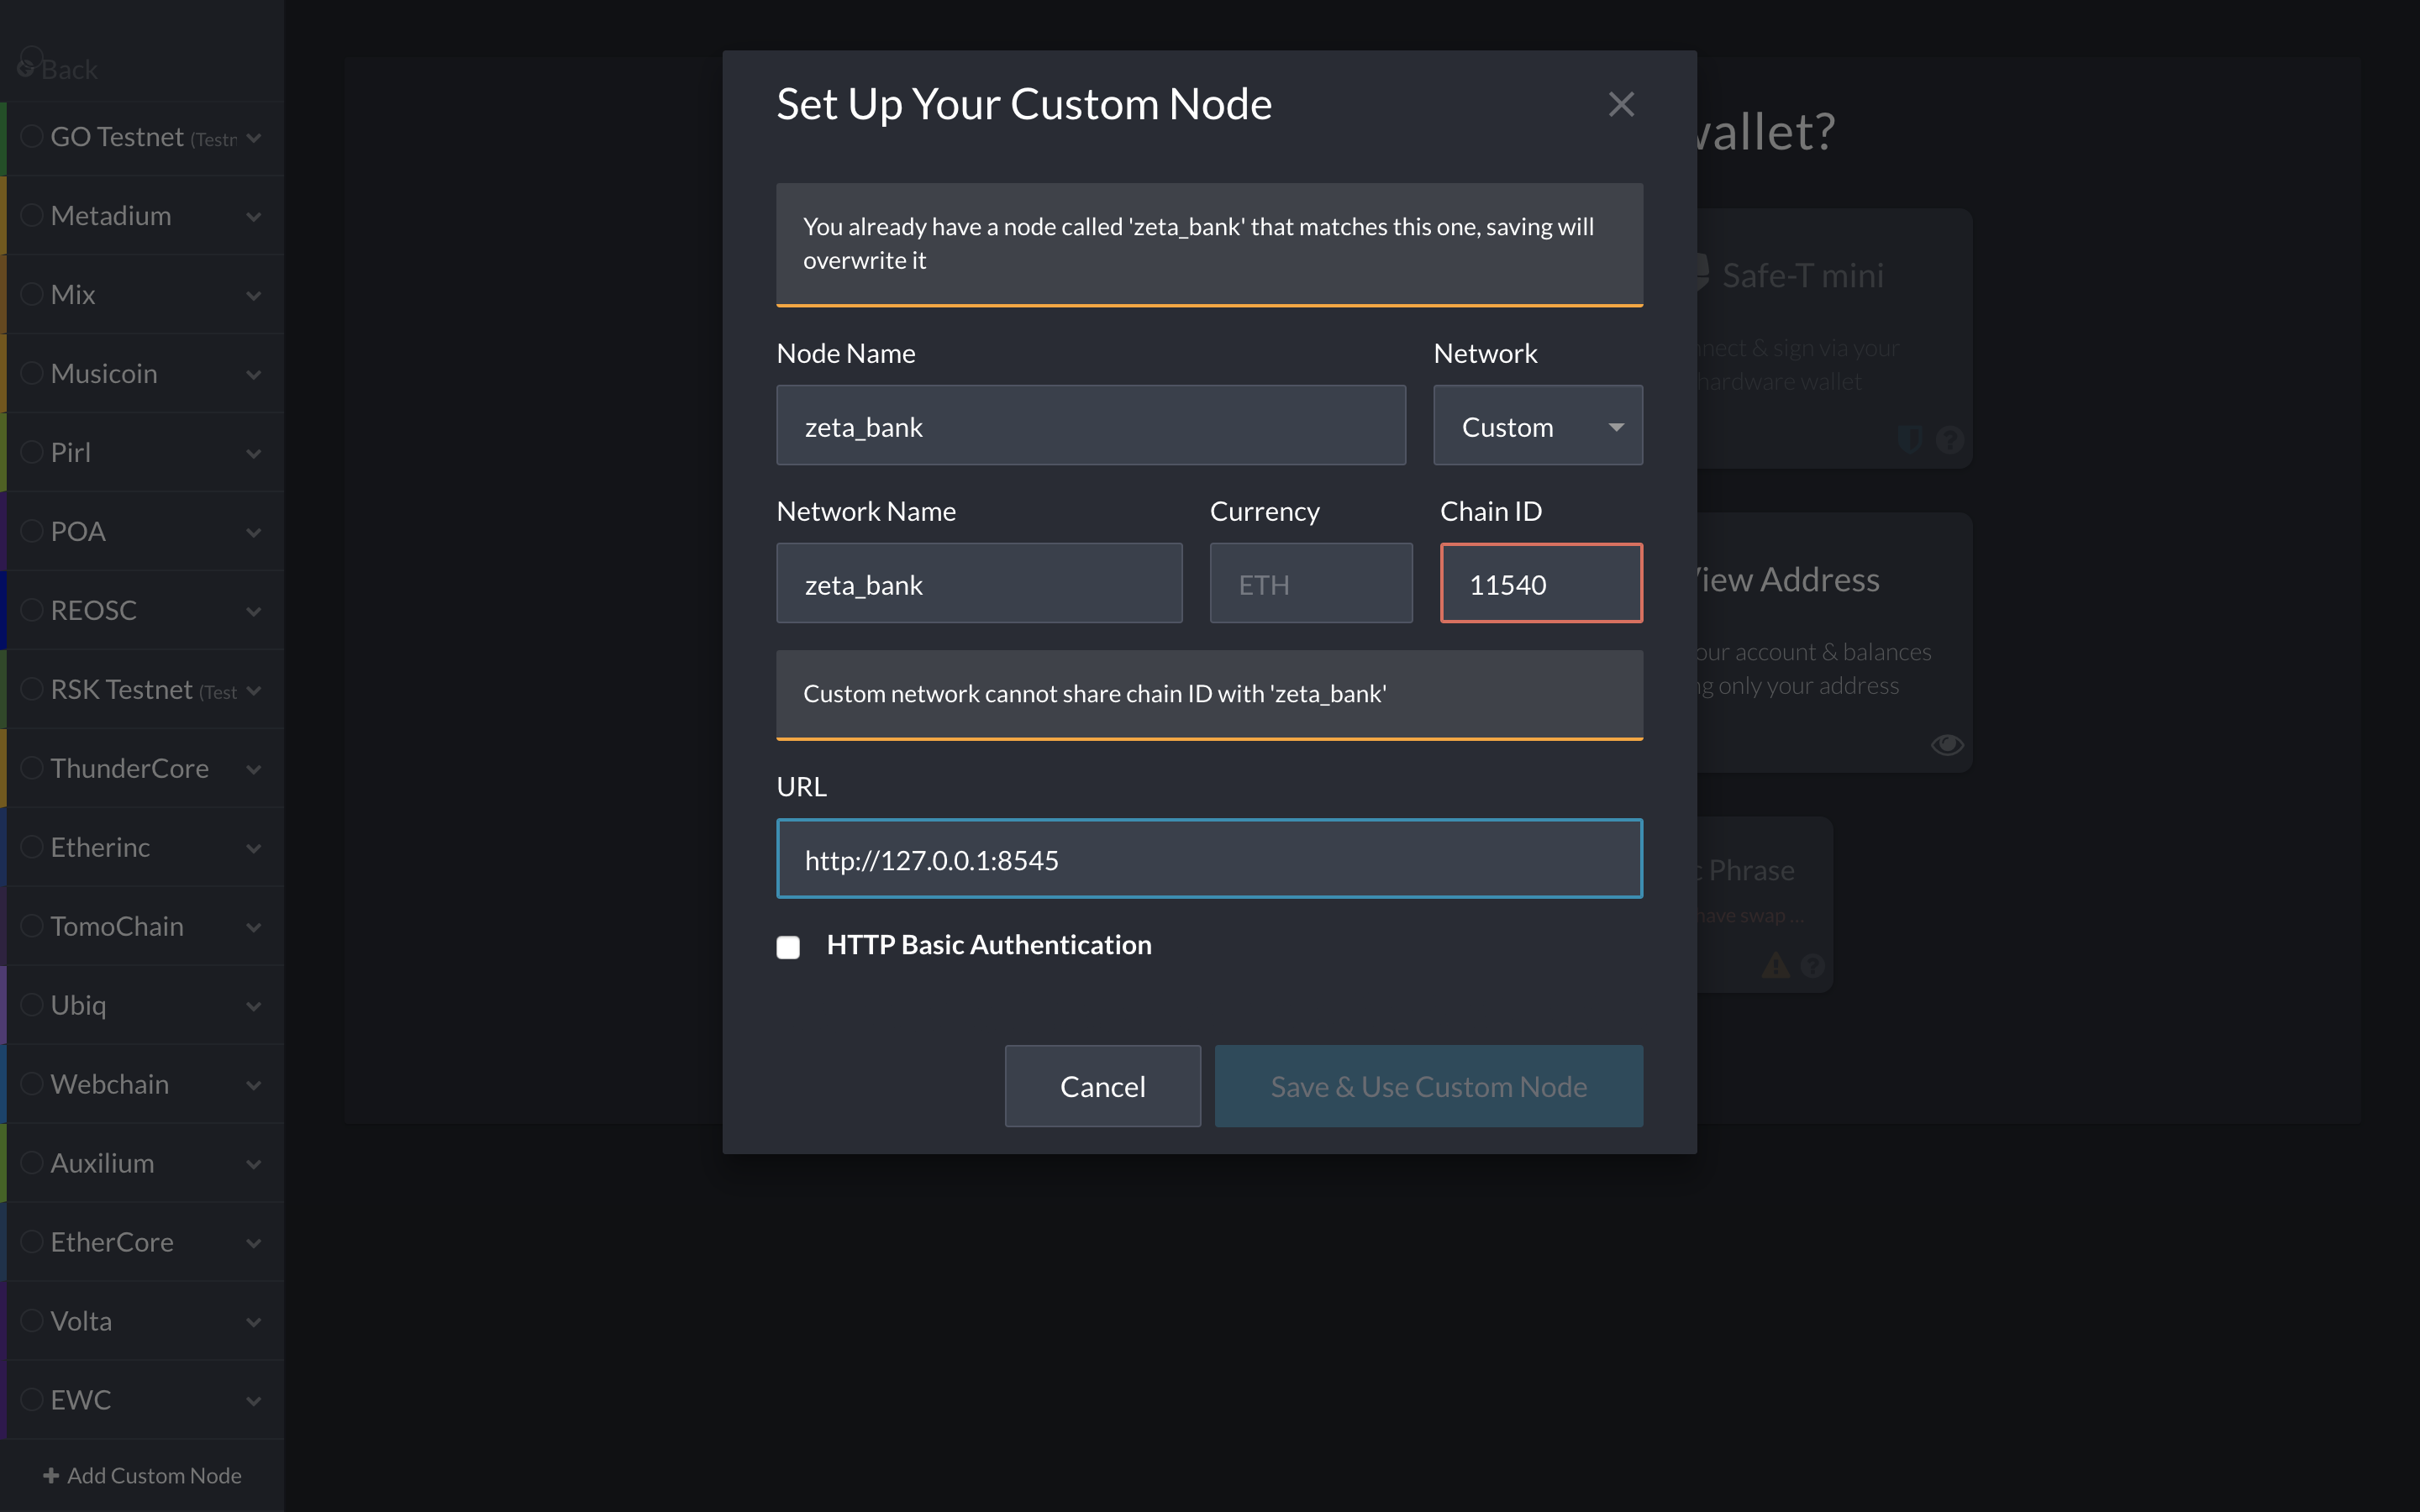 Back
GO Testnet (Testn
Metadium
Mix
Musicoin
Pirl
POA
REOSC
RSK Testnet (Test
ThunderCore
Etherinc
TomoChain
Ubiq
Webchain
Auxilium
EtherCore
Volta
EWC
Add Custom Node
Set Up Your Custom Node
You already have a node called 'zeta_bank' that matches this one, saving will
overwrite it
Node Name
Network
zeta_bank
Custom
Network Name
Currency
Chain ID
zeta_bank
ETH
11540
Custom network cannot share chain ID with 'zeta_bank'
URL
http://127.0.0.1:8545
HTTP Basic Authentication
Cancel
Save & Use Custom Node
wallet?
Safe-T mini
nnect & sign via your
hardware wallet
View Address
our account & balances
ng only your address
c Phrase
have swap ...